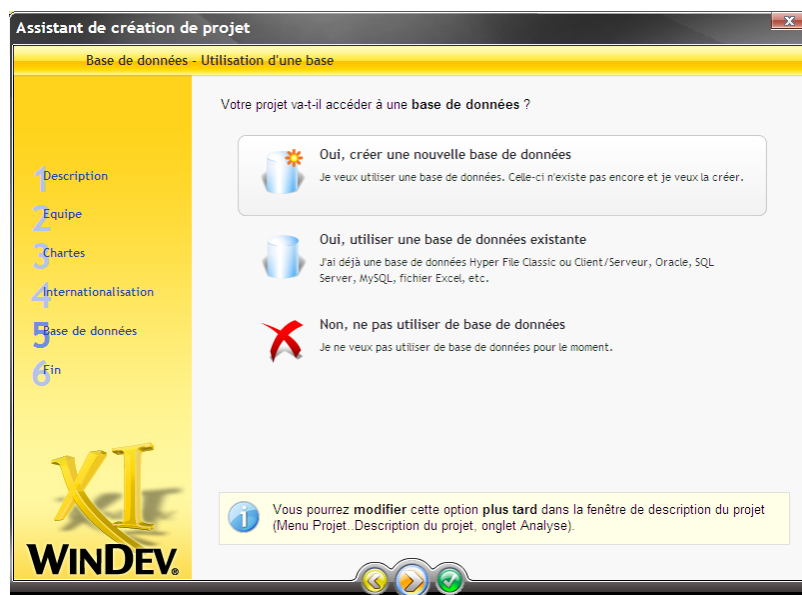 Assistant de création de projet
Base de données - Utilisation d'une base
Votre projet va-t-il accéder à une base de données ?
Oui, créer une nouvelle base de données
Je veux utiliser une base de données. Celle-ci n'existe pas encore et je veux la créer.
Oui, utiliser une base de données existante
J'ai déjà une base de données Hyper File Classic ou Client/Serveur, Oracle, SQL
Server, MySQL, fichier Excel, etc.
Non, ne pas utiliser de base de données
Je ne veux pas utiliser de base de données pour le moment.
1 Description
2 Equipe
3 Chartes
4 Internationalisation
5 Base de données
6 Fin
Vous pourrez modifier cette option plus tard dans la fenêtre de description du projet
(Menu Projet..Description du projet, onglet Analyse).
XI
WINDEV®